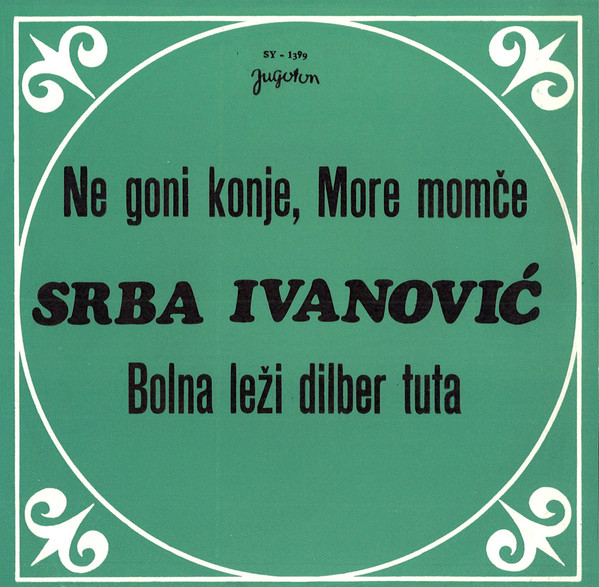 SY - 1399
Jugoton
Ne goni konje, More momče
SRBA IVANOVIĆ
Bolna leži dilber tuta